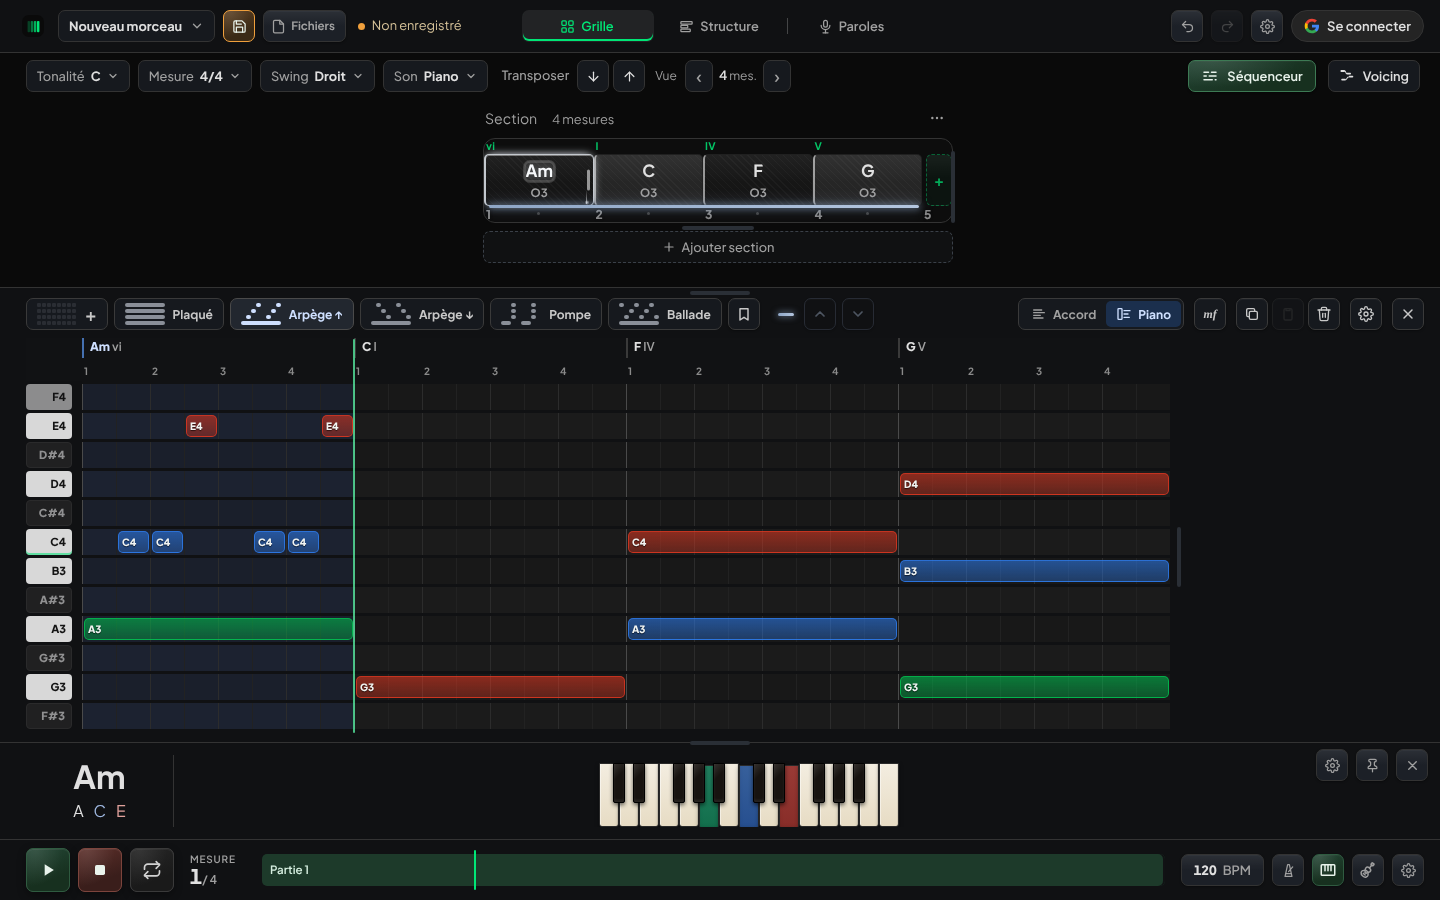 Nouveau morceau Fichiers Non enregistré Grille Structure Paroles Se connecter
Tonalité C Mesure 4/4 Swing Droit Son Piano Transposer Vue 4 mes. Séquenceur Voicing
Section 4 mesures
vi I IV V
Am C F G
O3 O3 O3 O3
1 2 3 4 5
+ Ajouter section
Plaqué Arpège ↑ Arpège ↓ Pompe Ballade Accord Piano mf
Am vi C I F IV G V
1 2 3 4 1 2 3 4 1 2 3 4 1 2 3 4
F4
E4 E4 E4
D#4
D4 D4
C#4
C4 C4 C4 C4 C4 C4
B3 B3
A#3
A3 A3 A3
G#3
G3 G3 G3
F#3
Am
A C E
MESURE
1/4
Partie 1
120 BPM